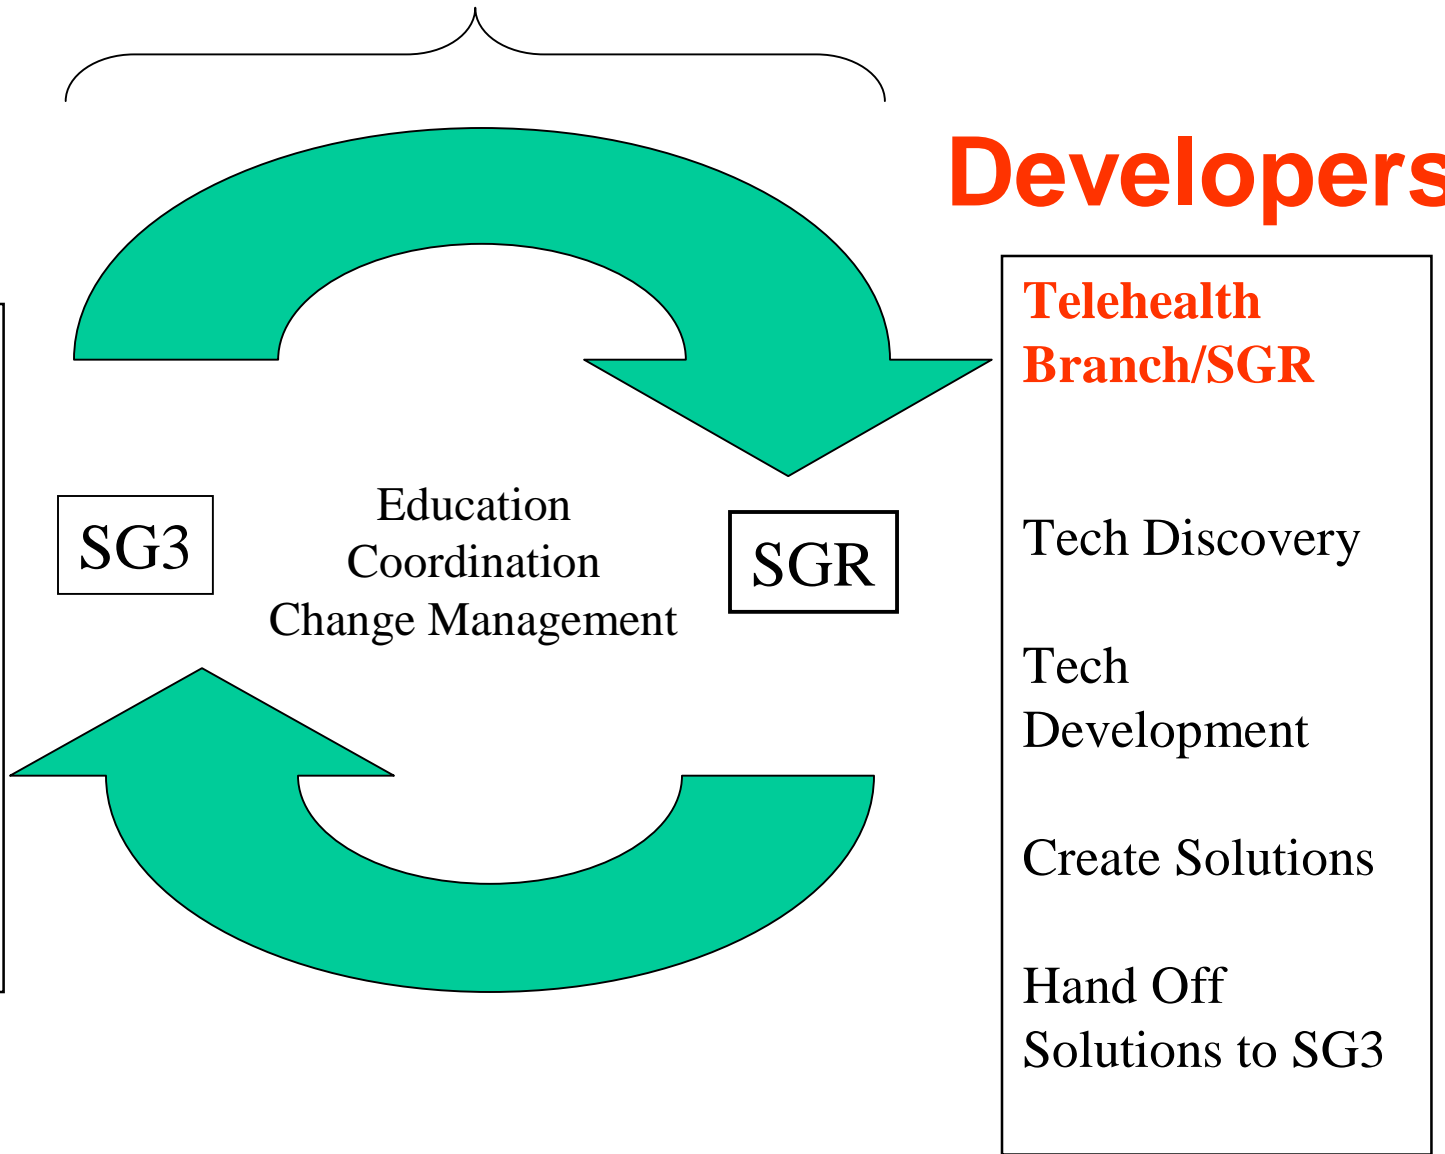 Developers
Telehealth
Branch/SGR
SG3
Education
Coordination
Change Management
SGR
Tech Discovery
Tech
Development
Create Solutions
Hand Off
Solutions to SG3